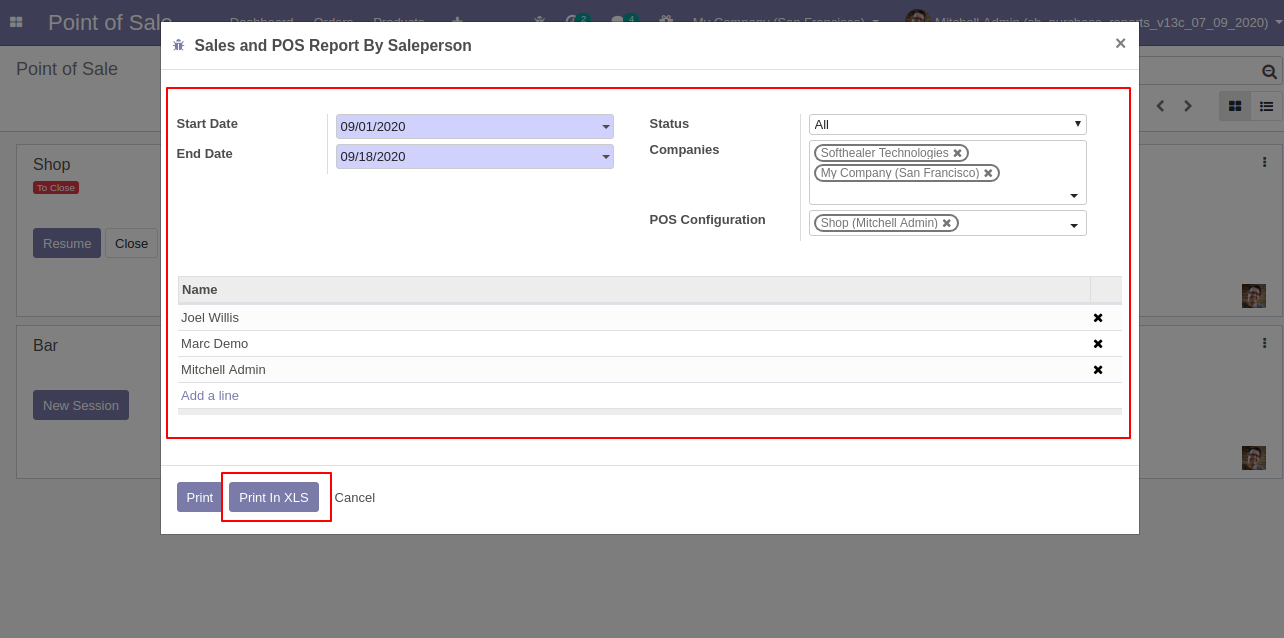 Point of Sale Dashboard Orders Products 2 4 My Company (San Francisco) Mitchell Admin (sh_purchase_reports_v13c_07_09_2020)
Sales and POS Report By Saleperson ×
Point of Sale
Start Date 09/01/2020 Status All
End Date 09/18/2020 Companies Softhealer Technologies
My Company (San Francisco)
POS Configuration Shop (Mitchell Admin)
Shop
To Close
Resume Close
Name
Joel Willis
Marc Demo
Mitchell Admin
Add a line
Bar
New Session
Print Print In XLS Cancel